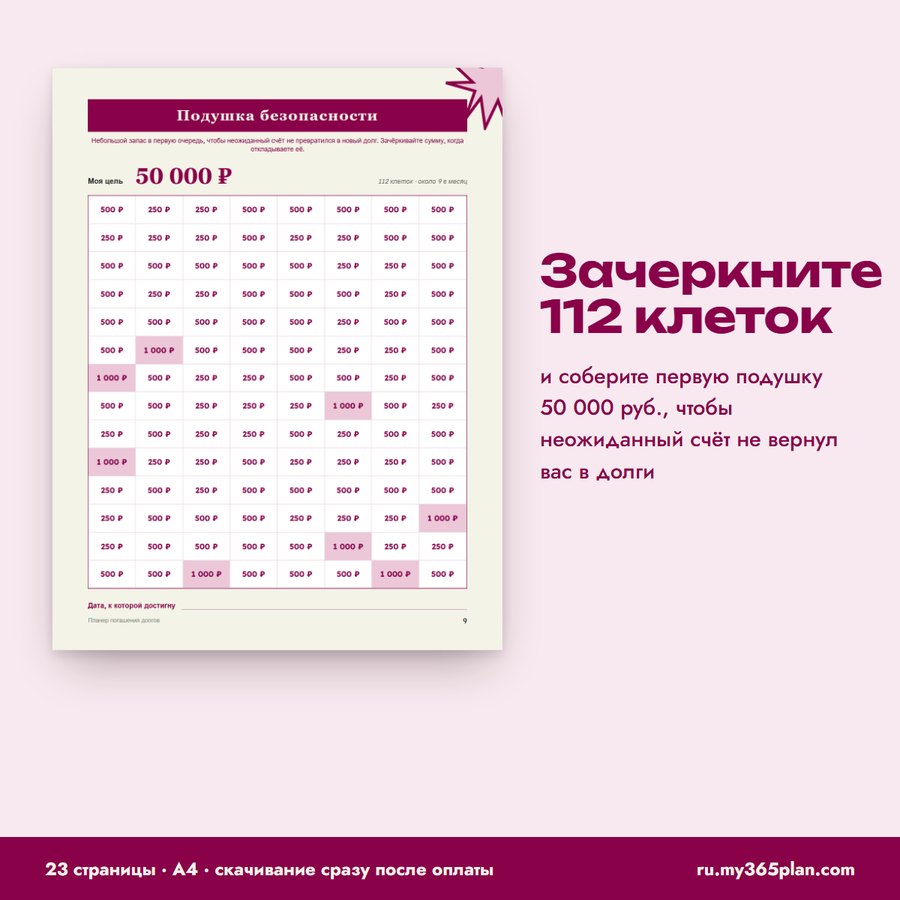 Подушка безопасности
Небольшой запас в первую очередь, чтобы неожиданный счёт не превратился в новый долг. Зачёркивайте сумму, когда
откладываете её.
Моя цель 50 000 ₽ 112 клеток · около 9 в месяц
500 ₽ 250 ₽ 250 ₽ 500 ₽ 500 ₽ 500 ₽ 500 ₽ 500 ₽
250 ₽ 250 ₽ 500 ₽ 500 ₽ 250 ₽ 250 ₽ 500 ₽ 250 ₽
500 ₽ 500 ₽ 500 ₽ 500 ₽ 500 ₽ 250 ₽ 250 ₽ 500 ₽
500 ₽ 250 ₽ 250 ₽ 500 ₽ 500 ₽ 500 ₽ 500 ₽ 500 ₽
500 ₽ 500 ₽ 500 ₽ 500 ₽ 500 ₽ 250 ₽ 500 ₽ 500 ₽
500 ₽ 1 000 ₽ 500 ₽ 500 ₽ 500 ₽ 250 ₽ 250 ₽ 500 ₽
1 000 ₽ 500 ₽ 250 ₽ 250 ₽ 500 ₽ 250 ₽ 500 ₽ 500 ₽
500 ₽ 500 ₽ 250 ₽ 250 ₽ 250 ₽ 1 000 ₽ 500 ₽ 250 ₽
250 ₽ 500 ₽ 250 ₽ 500 ₽ 500 ₽ 500 ₽ 500 ₽ 500 ₽
1 000 ₽ 250 ₽ 250 ₽ 500 ₽ 250 ₽ 250 ₽ 250 ₽ 500 ₽
250 ₽ 250 ₽ 500 ₽ 250 ₽ 500 ₽ 500 ₽ 500 ₽ 500 ₽
250 ₽ 500 ₽ 500 ₽ 500 ₽ 250 ₽ 250 ₽ 250 ₽ 1 000 ₽
250 ₽ 500 ₽ 500 ₽ 500 ₽ 500 ₽ 1 000 ₽ 250 ₽ 250 ₽
500 ₽ 500 ₽ 1 000 ₽ 500 ₽ 500 ₽ 500 ₽ 1 000 ₽ 500 ₽
Дата, к которой достигну
Планер погашения долгов 9
Зачеркните
112 клеток
и соберите первую подушку
50 000 руб., чтобы
неожиданный счёт не вернул
вас в долги
23 страницы · A4 · скачивание сразу после оплаты ru.my365plan.com